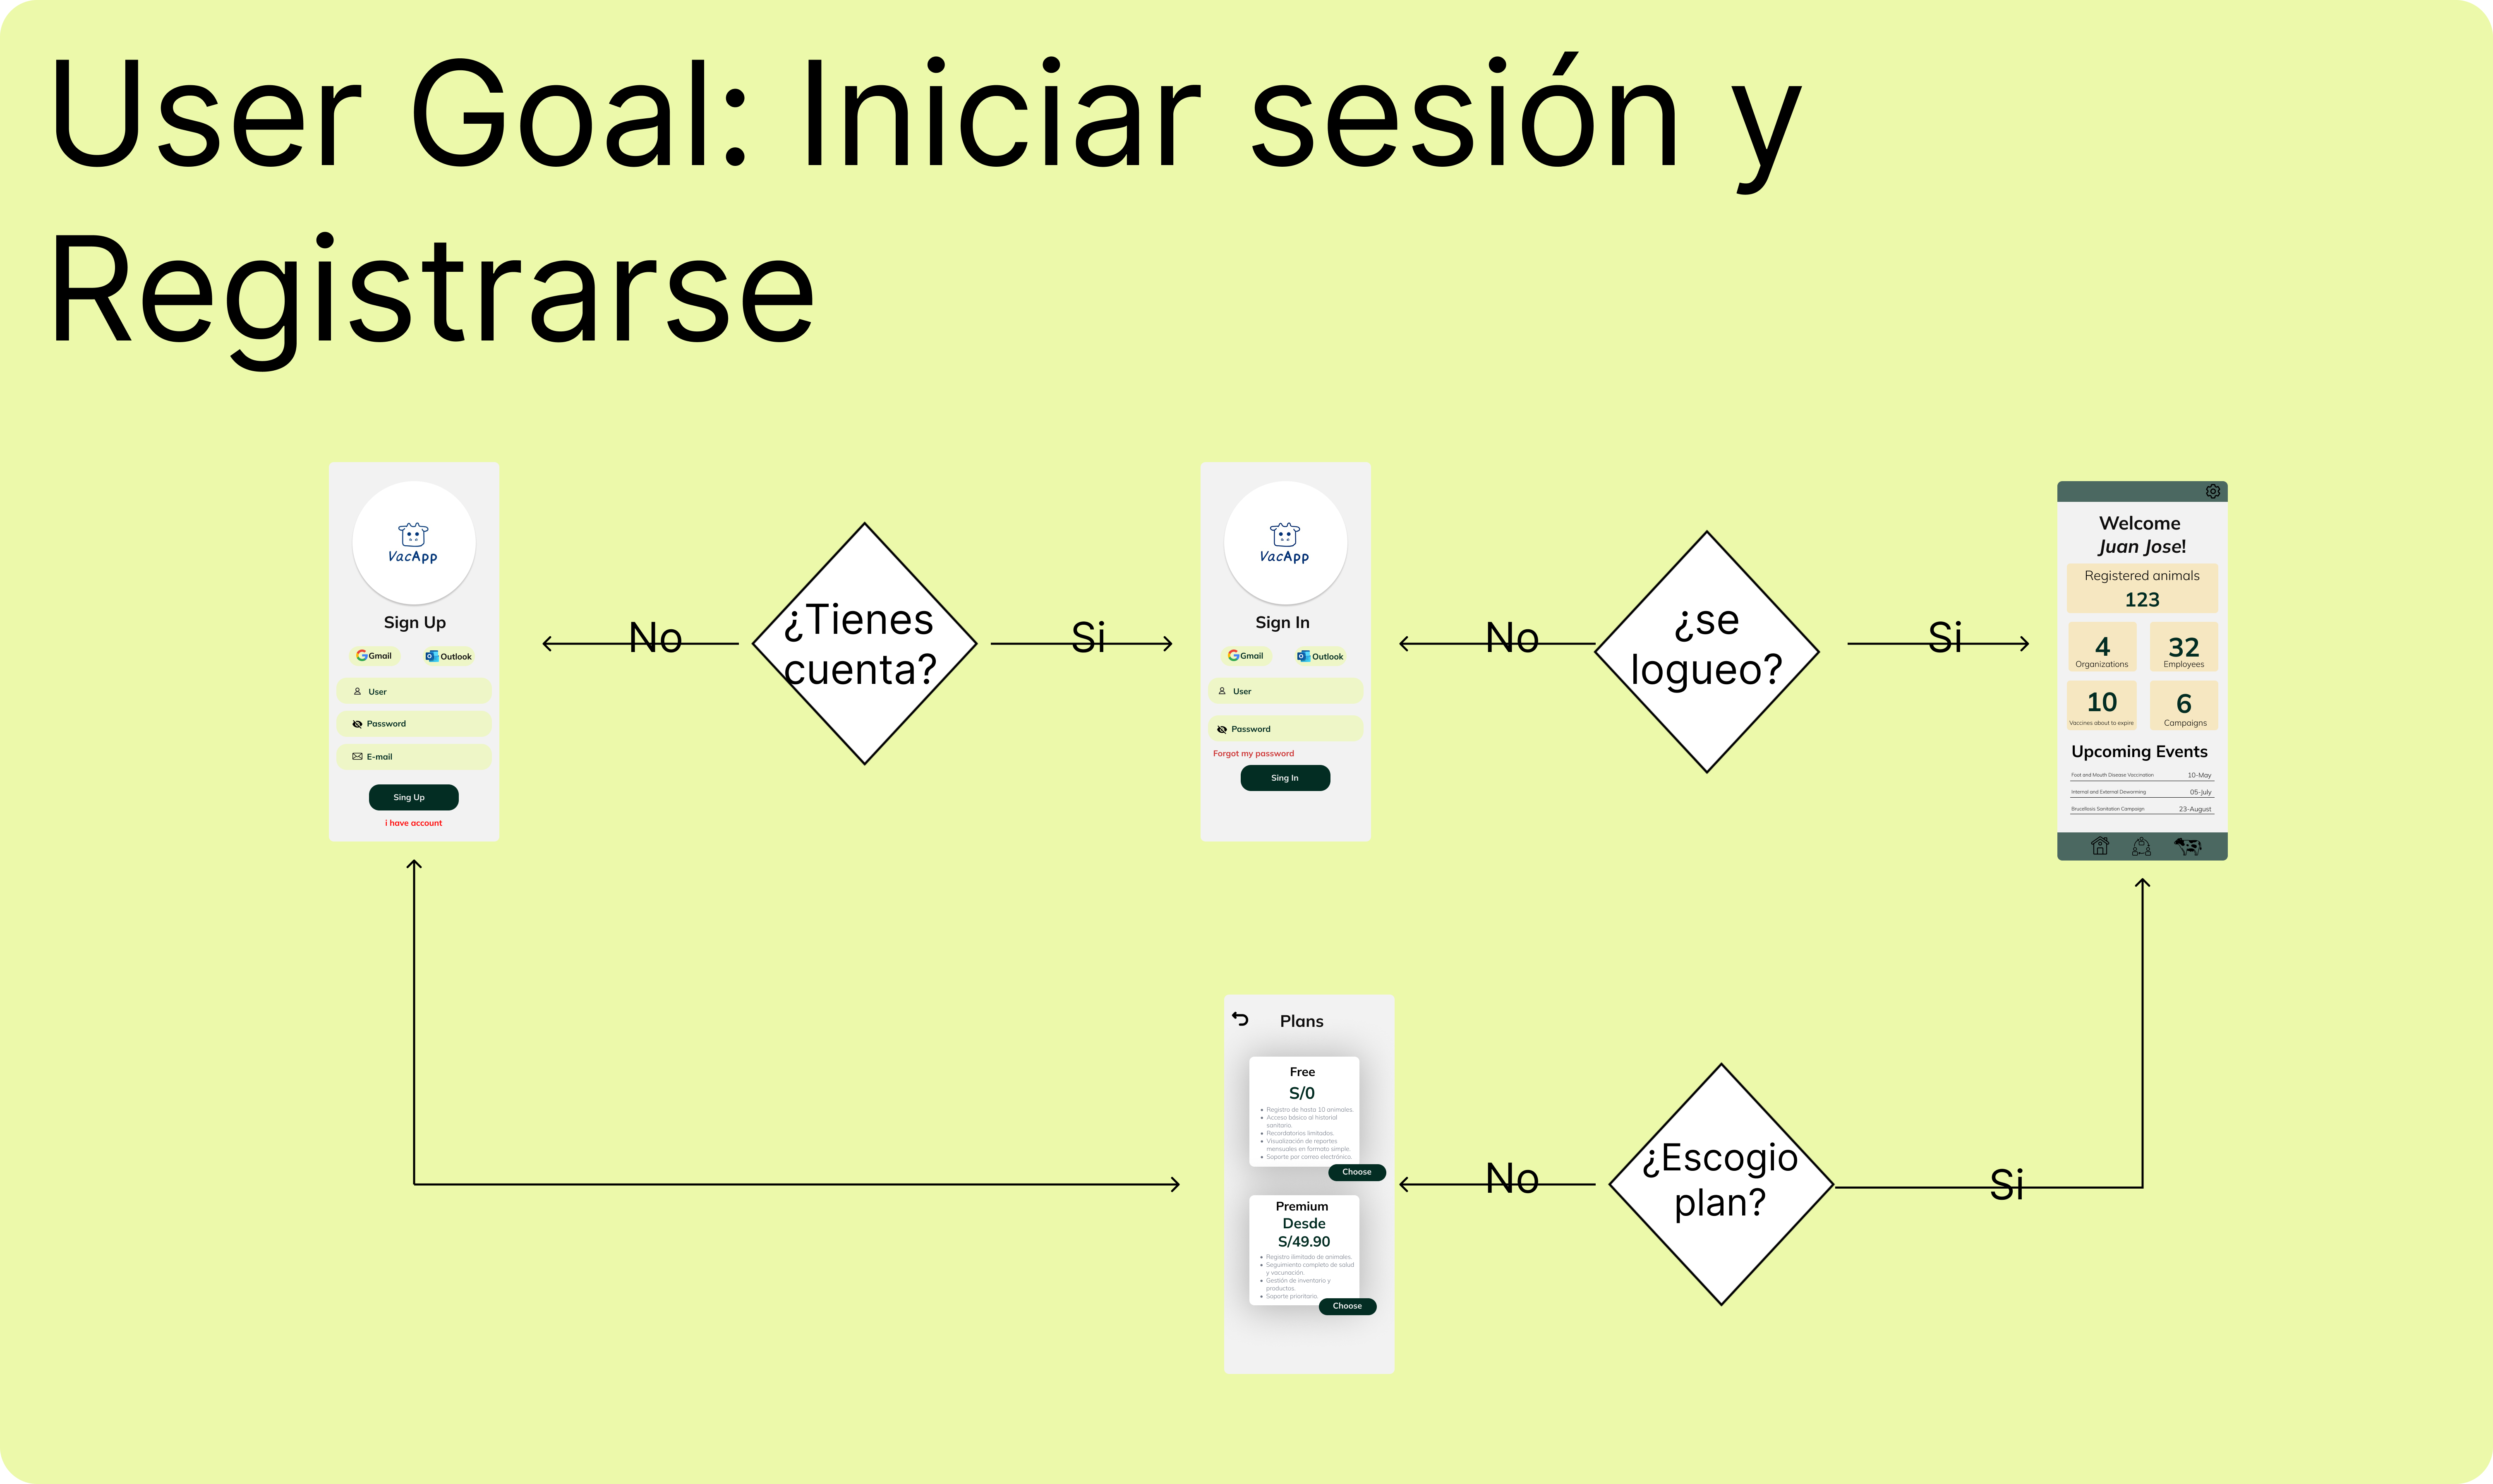 User Goal: Iniciar sesión y
Registrarse
VacApp
Sign Up
Gmail
Outlook
User
Password
E-mail
Sing Up
i have account
No
¿Tienes
cuenta?
Si
VacApp
Sign In
Gmail
Outlook
User
Password
Forgot my password
Sing In
No
¿se
logueo?
Si
Welcome
Juan Jose!
Registered animals
123
4
Organizations
32
Employees
10
Vaccines about to expire
6
Campaigns
Upcoming Events
Foot and Mouth Disease Vaccination 10-May
Internal and External Deworming 05-July
Brucellosis Sanitation Campaign 23-August
Plans
Free
S/0
Registro de hasta 10 animales.
Acceso básico al historial
sanitario.
Recordatorios limitados.
Visualización de reportes
mensuales en formato simple.
Soporte por correo electrónico.
Choose
Premium
Desde
S/49.90
Registro ilimitado de animales.
Seguimiento completo de salud
y vacunación.
Gestión de inventario y
productos.
Soporte prioritario.
Choose
No
¿Escogio
plan?
Si